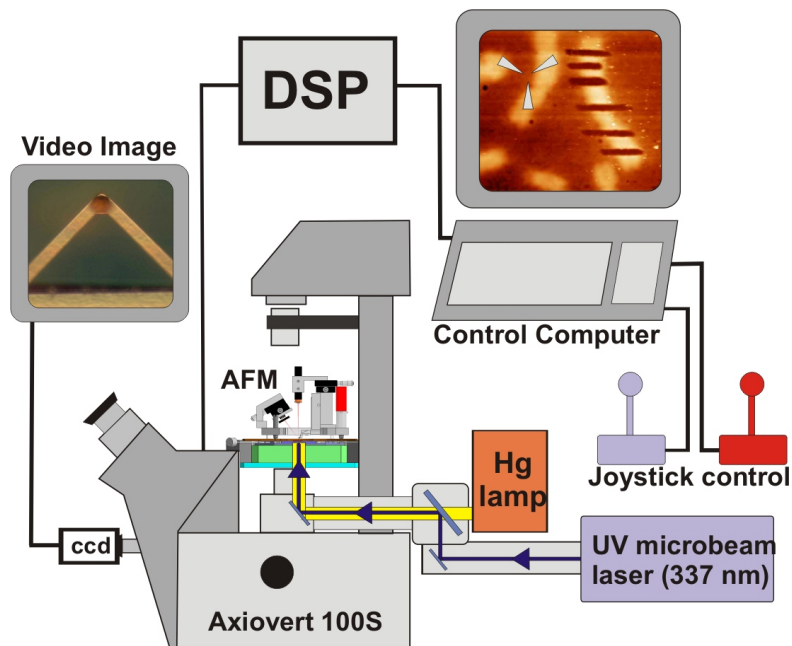 DSP
Video Image
Control Computer
AFM
Hg
lamp
Joystick control
ccd
UV microbeam
laser (337 nm)
Axiovert 100S